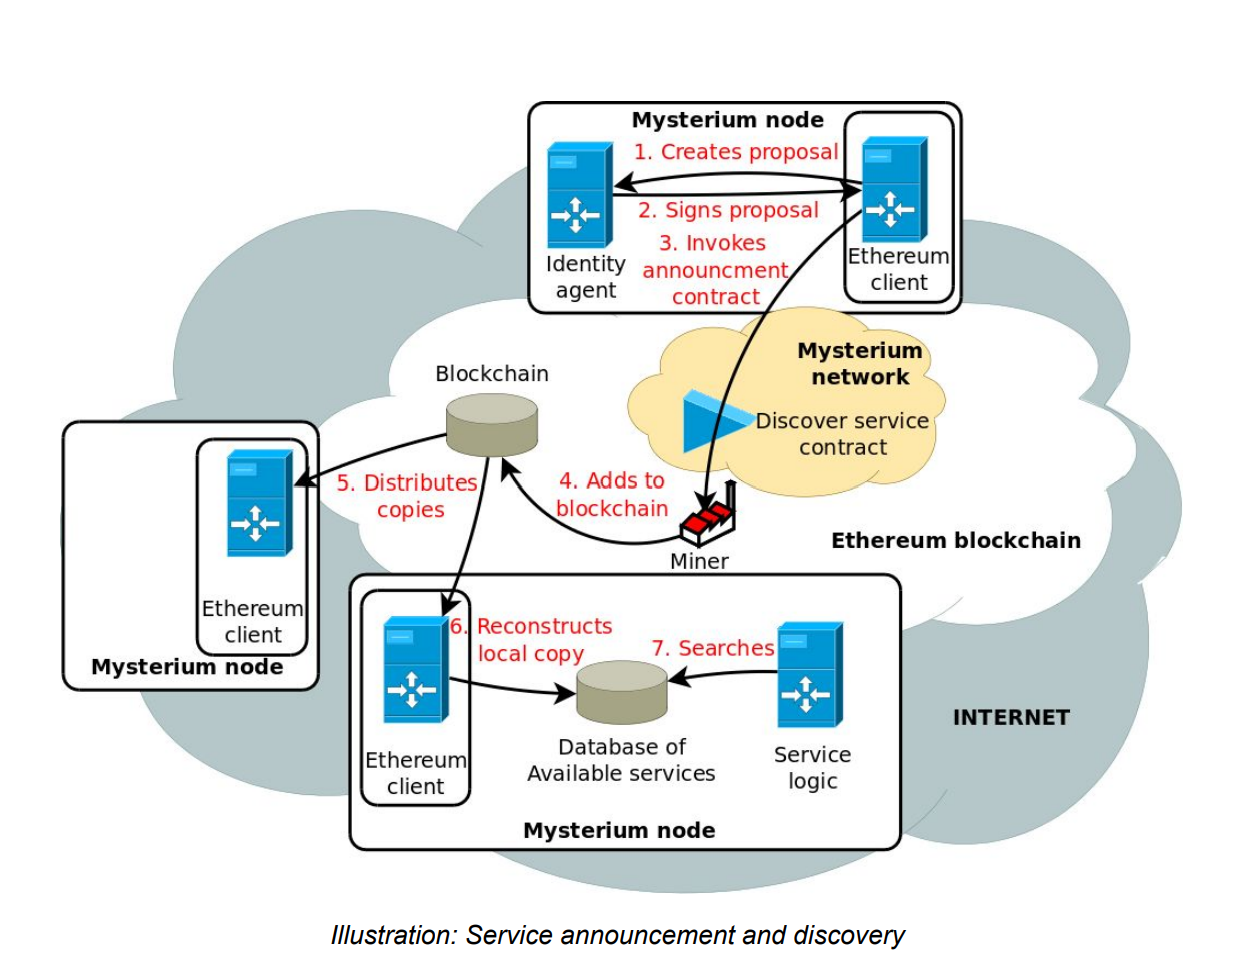 Mysterium node
1. Creates proposal
2. Signs proposal
3. Invokes
announcment
contract
Identity
agent
Ethereum
client
Mysterium
network
Discover service
contract
Blockchain
5. Distributes
copies
4. Adds to
blockchain
Miner
Ethereum blockchain
Ethereum
client
Mysterium node
6. Reconstructs
local copy
7. Searches
Ethereum
client
Database of
Available services
Service
logic
Mysterium node
INTERNET
Illustration: Service announcement and discovery